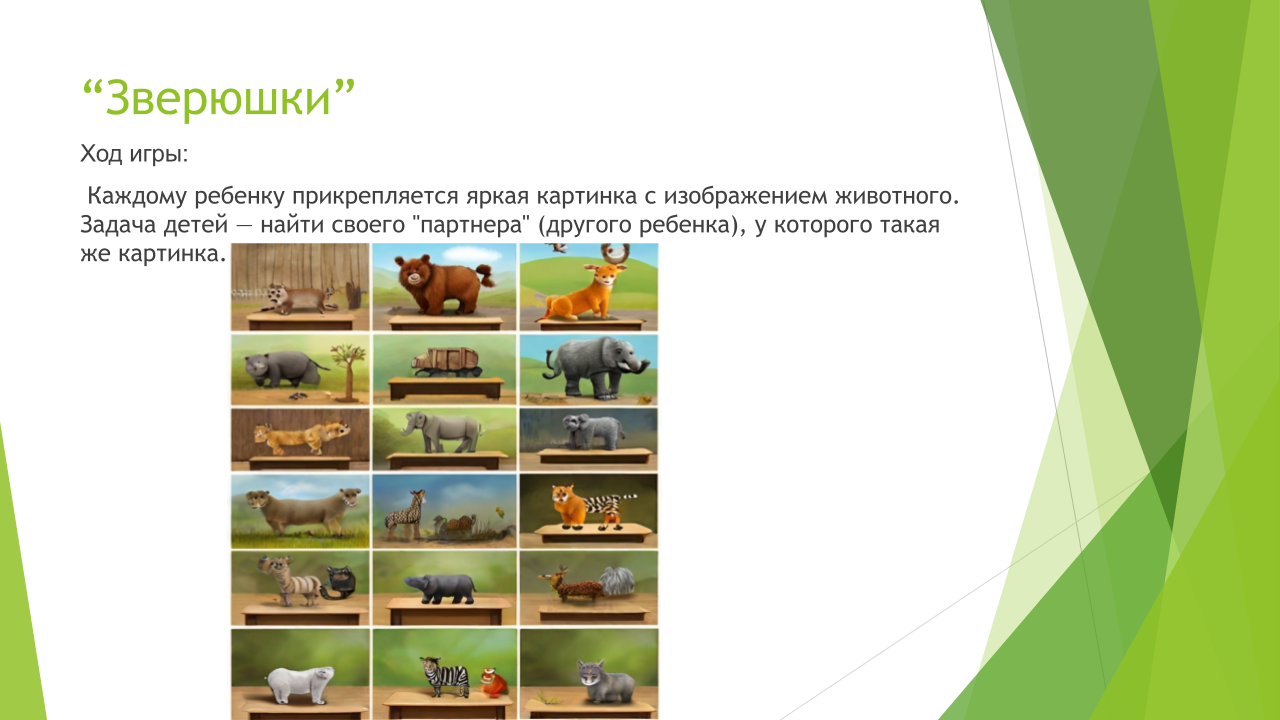 “Зверюшки”
Ход игры:
Каждому ребенку прикрепляется яркая картинка с изображением животного.
Задача детей — найти своего "партнера" (другого ребенка), у которого такая
же картинка.